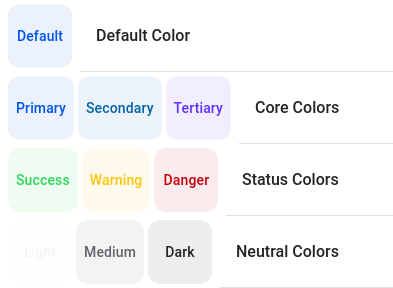 Default Default Color
Primary Secondary Tertiary Core Colors
Success Warning Danger Status Colors
Light Medium Dark Neutral Colors